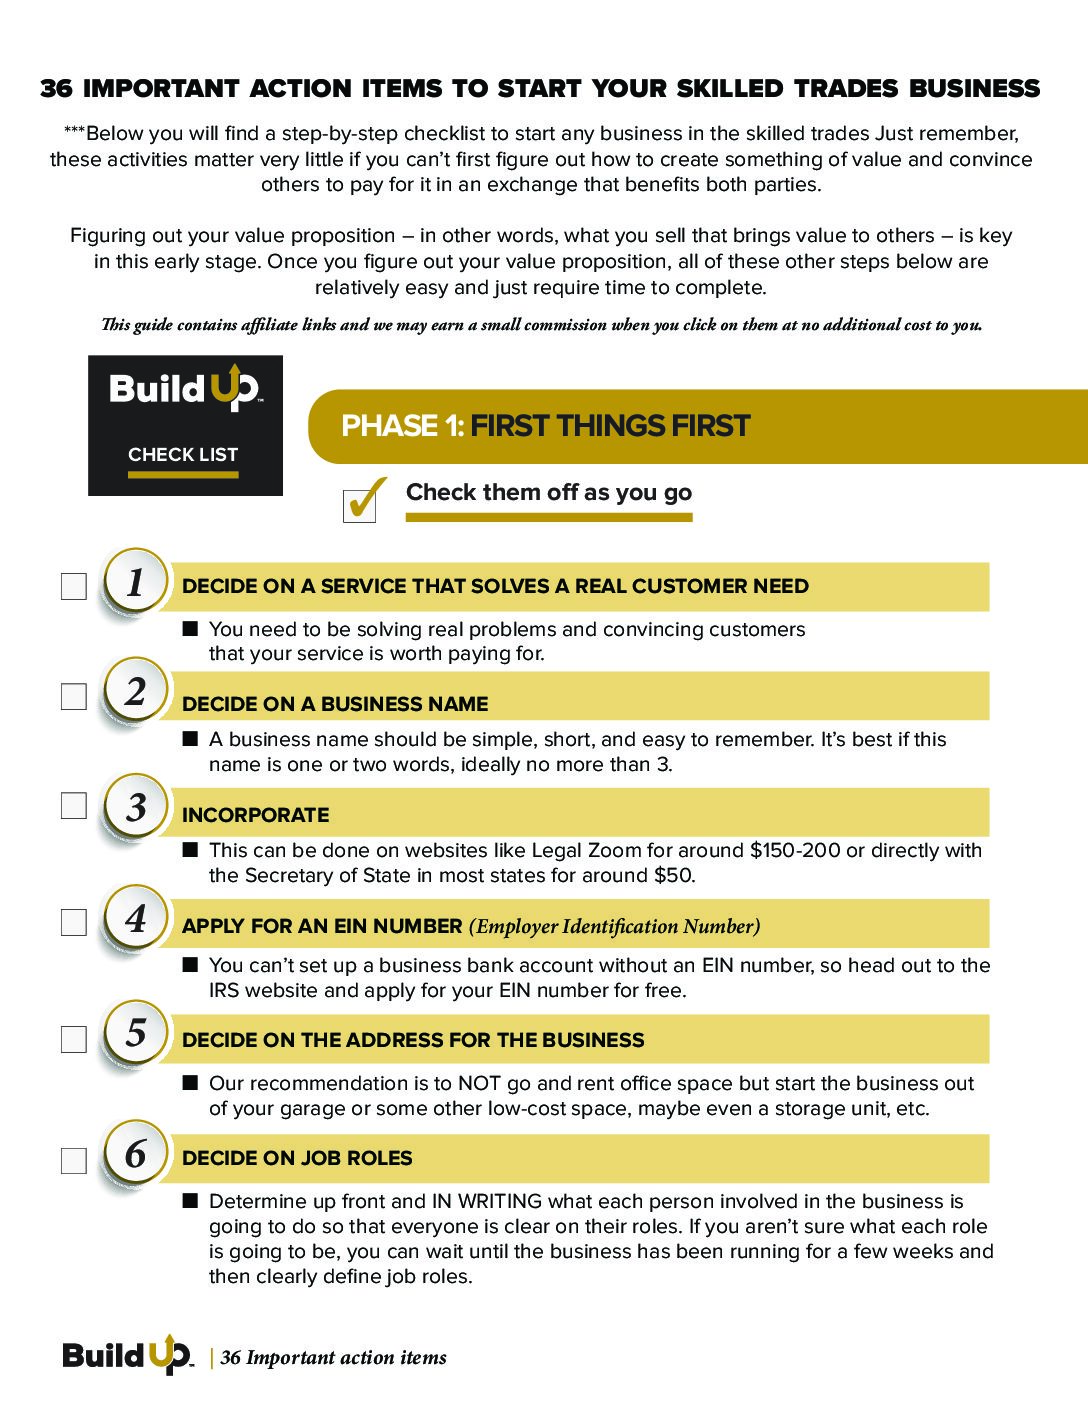 36 IMPORTANT ACTION ITEMS TO START YOUR SKILLED TRADES BUSINESS
***Below you will find a step-by-step checklist to start any business in the skilled trades Just remember,
these activities matter very little if you can't first figure out how to create something of value and convince
others to pay for it in an exchange that benefits both parties.
Figuring out your value proposition – in other words, what you sell that brings value to others – is key
in this early stage. Once you figure out your value proposition, all of these other steps below are
relatively easy and just require time to complete.
This guide contains affiliate links and we may earn a small commission when you click on them at no additional cost to you.
Build Up™
CHECK LIST
PHASE 1: FIRST THINGS FIRST
Check them off as you go
1 DECIDE ON A SERVICE THAT SOLVES A REAL CUSTOMER NEED
■ You need to be solving real problems and convincing customers
that your service is worth paying for.
2 DECIDE ON A BUSINESS NAME
■ A business name should be simple, short, and easy to remember. It's best if this
name is one or two words, ideally no more than 3.
3 INCORPORATE
■ This can be done on websites like Legal Zoom for around $150-200 or directly with
the Secretary of State in most states for around $50.
4 APPLY FOR AN EIN NUMBER (Employer Identification Number)
■ You can't set up a business bank account without an EIN number, so head out to the
IRS website and apply for your EIN number for free.
5 DECIDE ON THE ADDRESS FOR THE BUSINESS
■ Our recommendation is to NOT go and rent office space but start the business out
of your garage or some other low-cost space, maybe even a storage unit, etc.
6 DECIDE ON JOB ROLES
■ Determine up front and IN WRITING what each person involved in the business is
going to do so that everyone is clear on their roles. If you aren't sure what each role
is going to be, you can wait until the business has been running for a few weeks and
then clearly define job roles.
Build Up™ | 36 Important action items